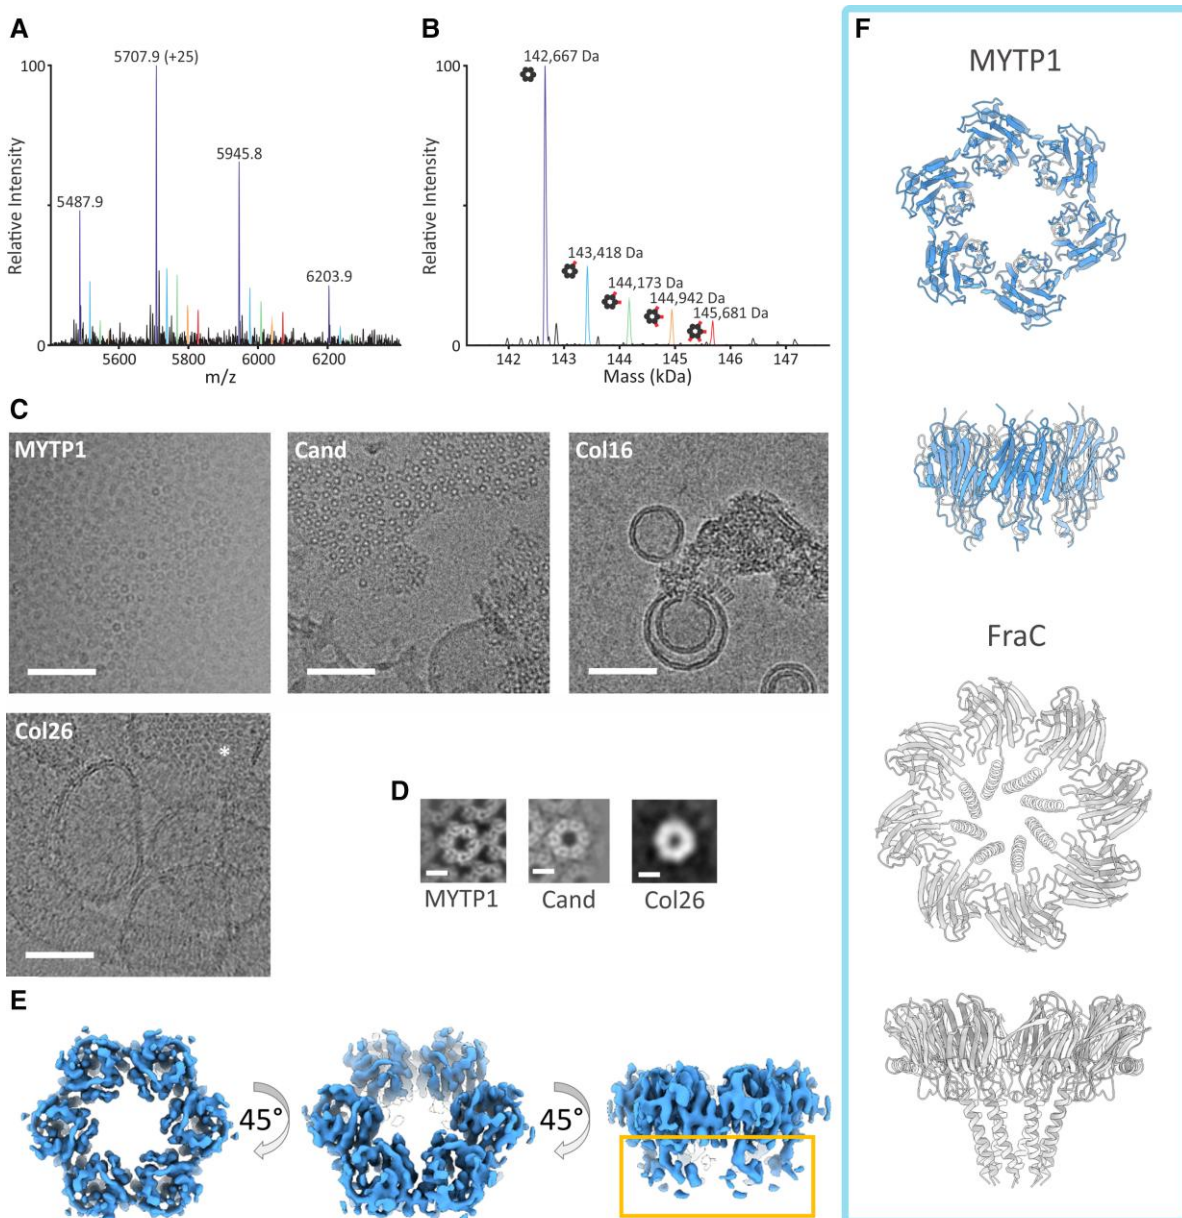 A
100
Relative Intensity
0
5487.9
5707.9 (+25)
5945.8
6203.9
5600
5800
6000
6200
m/z
B
100
Relative Intensity
0
142,667 Da
143,418 Da
144,173 Da
144,942 Da
145,681 Da
142
143
144
145
146
147
Mass (kDa)
C
MYTP1
Cand
Col16
Col26
*
D
MYTP1
Cand
Col26
E
45°
45°
F
MYTP1
FraC